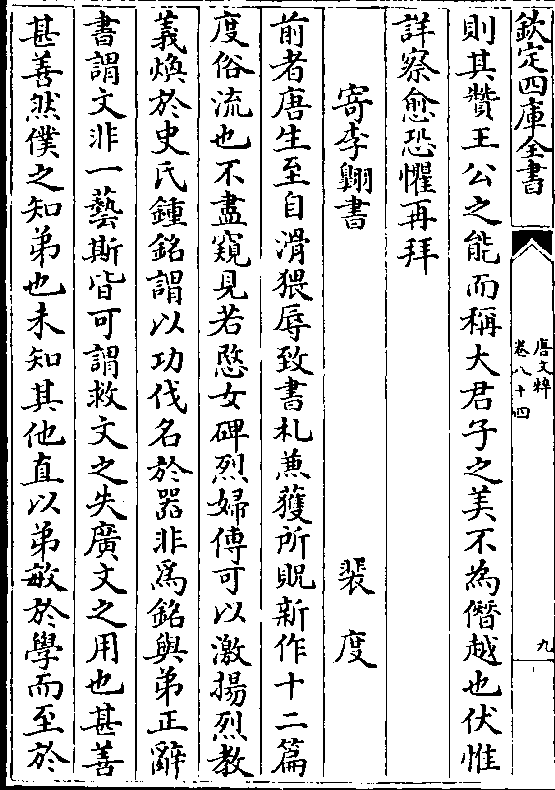 欽定四庫全書
唐文粹
卷八十四
九
則其贊王公之能而稱大君子之美不為僭越也伏惟
詳察愈恐懼再拜
寄李翺書
裴度
前者唐生至自滑猥辱致書札兼獲所貺新作十二篇
度俗流也不盡窺見若愍女碑烈婦傳可以激揚烈教
義煥於史氏鍾銘謂以功伐名於器非為銘與弟正辭
書謂文非一藝斯皆可謂救文之失廣文之用也甚善
甚善然僕之知弟也未知其他直以弟敏於學而至於